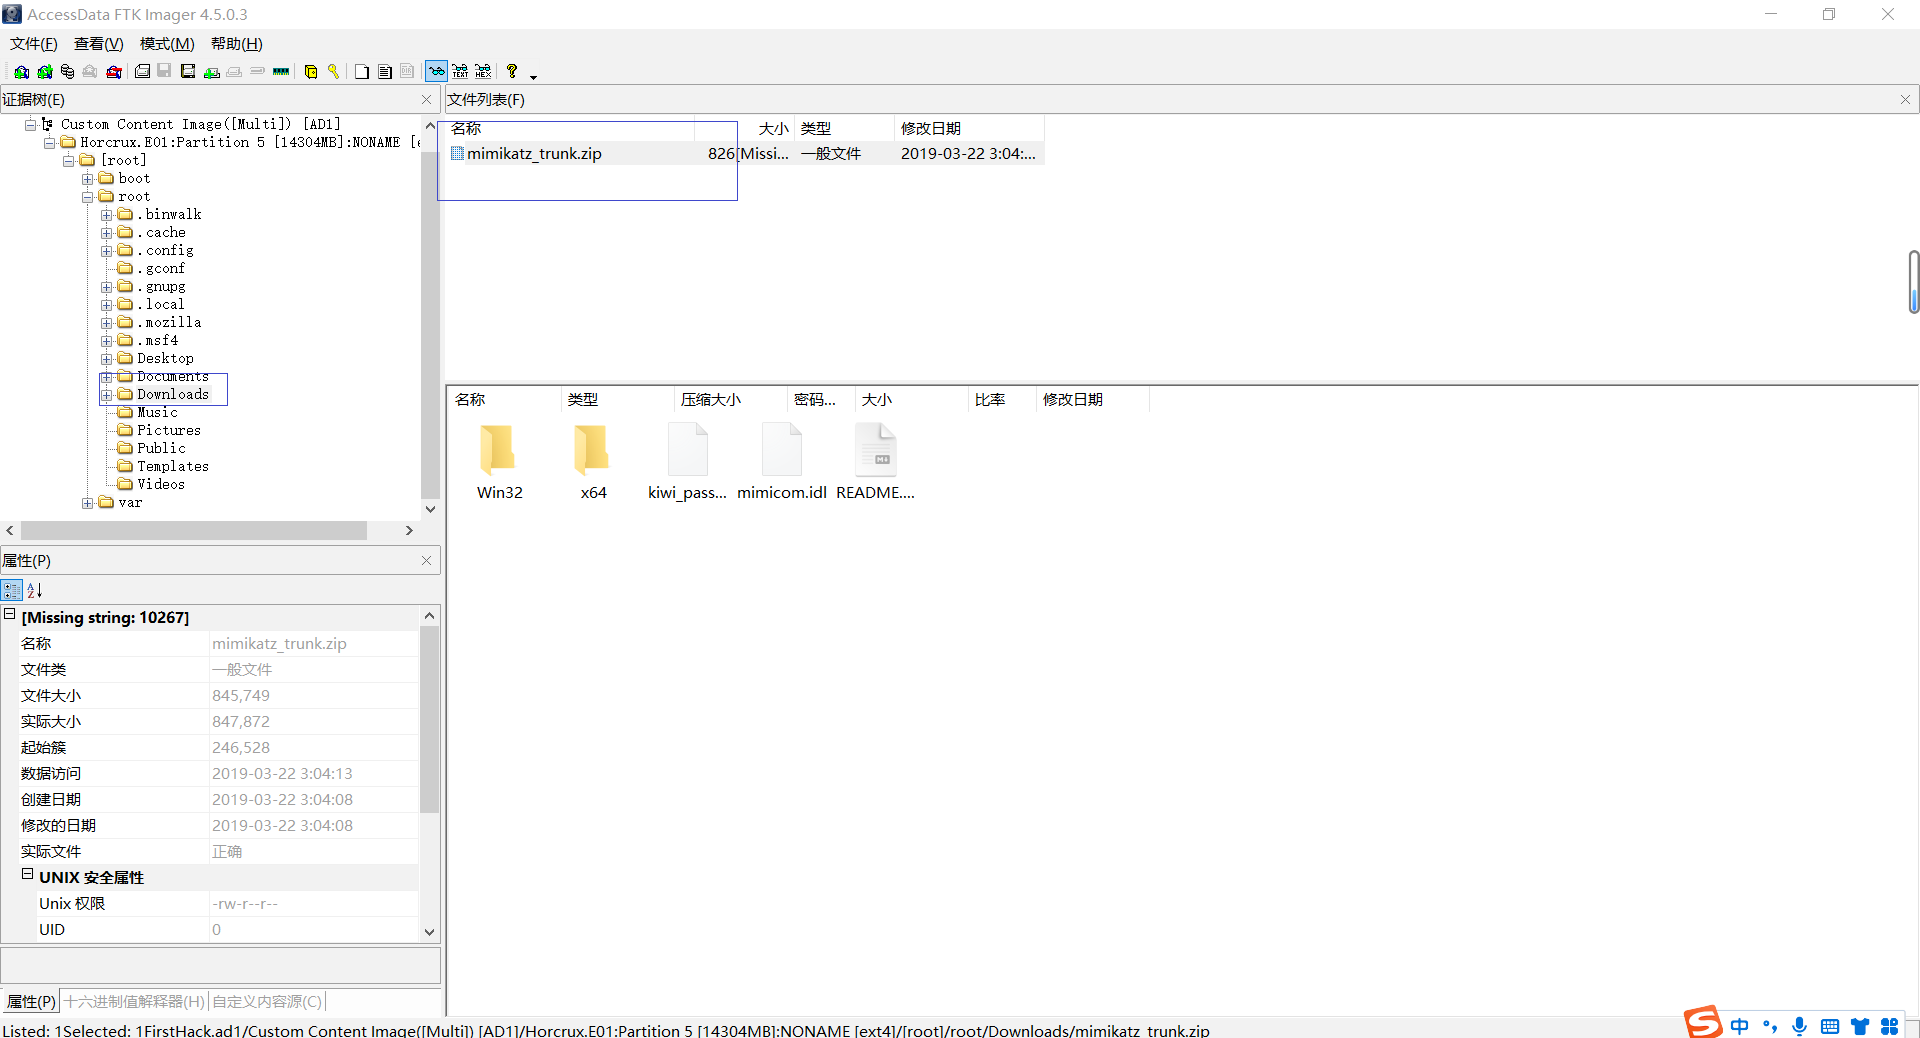 AccessData FTK Imager 4.5.0.3
文件(F) 查看(V) 模式(M) 帮助(H)
TEXT HEX
证据树(E)
Custom Content Image([Multi]) [AD1]
Horcrux.E01:Partition 5 [14304MB]:NONAME [e
[root]
boot
root
.binwalk
.cache
.config
.gconf
.gnupg
.local
.mozilla
.msf4
Desktop
Documents
Downloads
Music
Pictures
Public
Templates
Videos
var
文件列表(F)
名称 大小 类型 修改日期
mimikatz_trunk.zip 826[Missi... 一般文件 2019-03-22 3:04:...
名称 类型 压缩大小 密码... 大小 比率 修改日期
Win32 x64 kiwi_pass... mimicom.idl README....
属性(P)
[Missing string: 10267]
名称 mimikatz_trunk.zip
文件类 一般文件
文件大小 845,749
实际大小 847,872
起始簇 246,528
数据访问 2019-03-22 3:04:13
创建日期 2019-03-22 3:04:08
修改的日期 2019-03-22 3:04:08
实际文件 正确
UNIX 安全属性
Unix 权限 -rw-r--r--
UID 0
属性(P) 十六进制值解释器(H) 自定义内容源(C)
Listed: 1Selected: 1FirstHack.ad1/Custom Content Image([Multi]) [AD1]/Horcrux.E01:Partition 5 [14304MB]:NONAME [ext4]/[root]/root/Downloads/mimikatz_trunk.zip
中